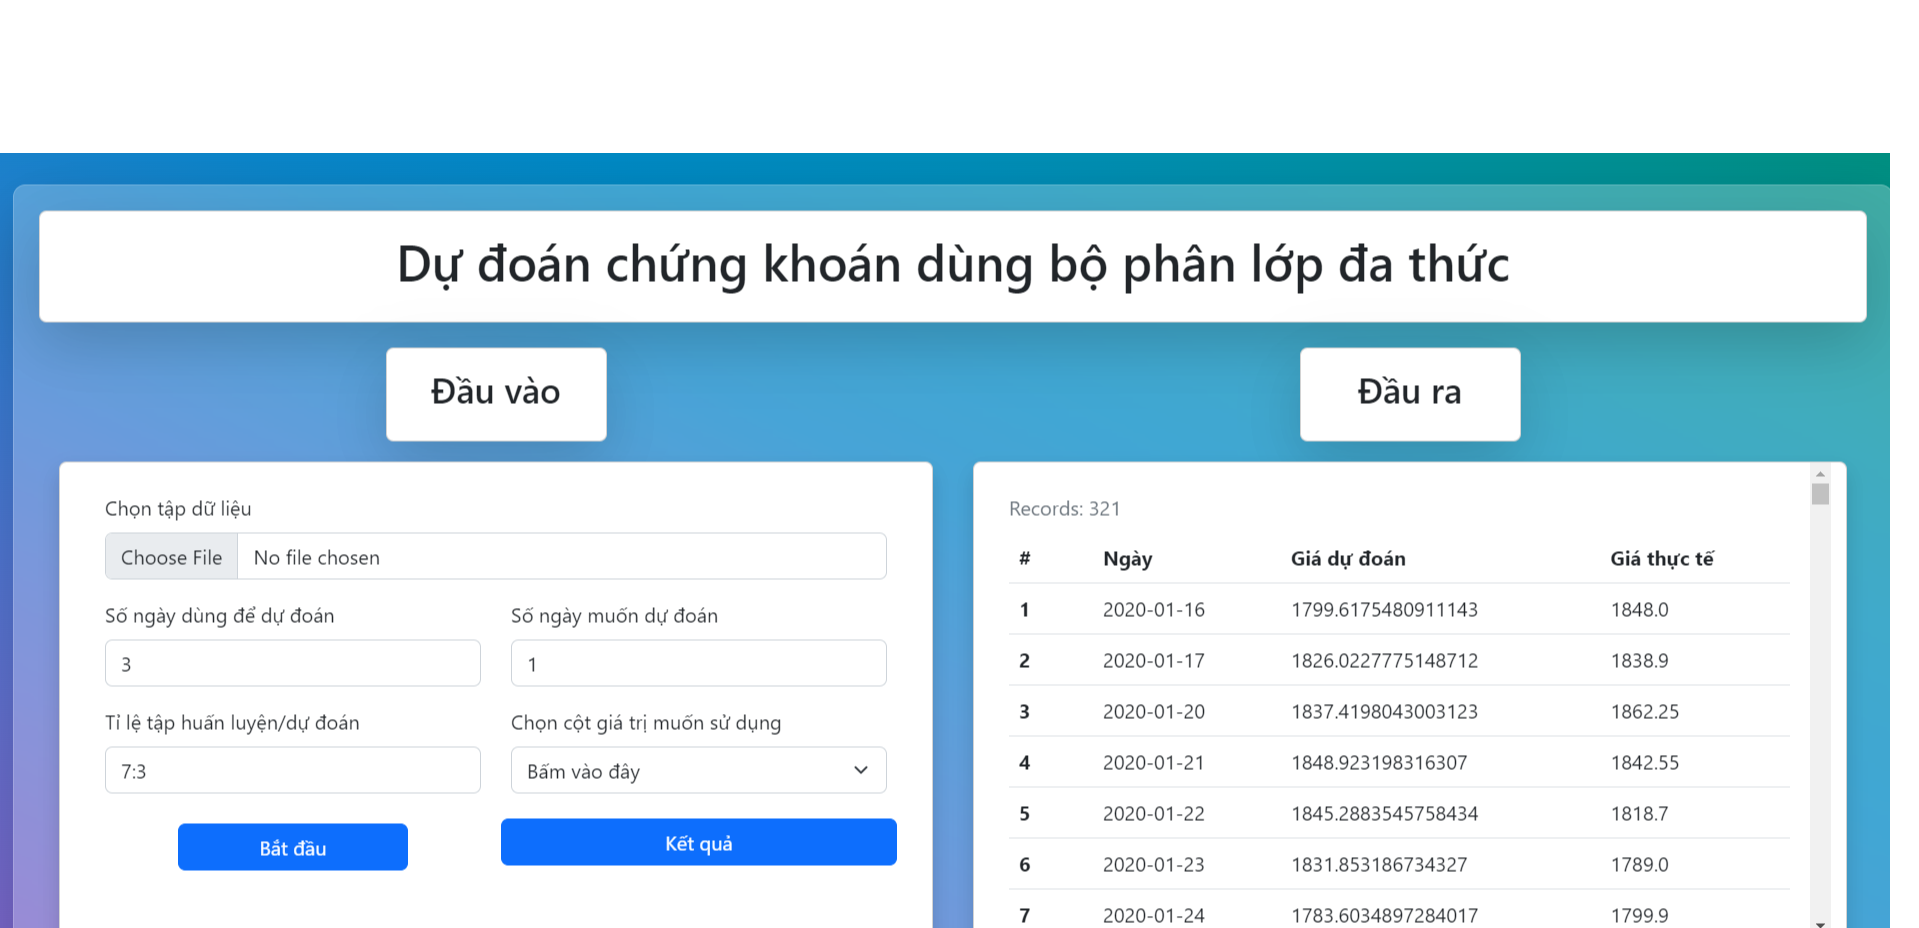 Dự đoán chứng khoán dùng bộ phân lớp đa thức
Đầu vào
Chọn tập dữ liệu
Choose File No file chosen
Số ngày dùng để dự đoán Số ngày muốn dự đoán
3 1
Tỉ lệ tập huấn luyện/dự đoán Chọn cột giá trị muốn sử dụng
7:3 Bấm vào đây
Bắt đầu Kết quả
Đầu ra
Records: 321
# Ngày Giá dự đoán Giá thực tế
1 2020-01-16 1799.6175480911143 1848.0
2 2020-01-17 1826.0227775148712 1838.9
3 2020-01-20 1837.4198043003123 1862.25
4 2020-01-21 1848.923198316307 1842.55
5 2020-01-22 1845.2883545758434 1818.7
6 2020-01-23 1831.853186734327 1789.0
7 2020-01-24 1783.6034897284017 1799.9